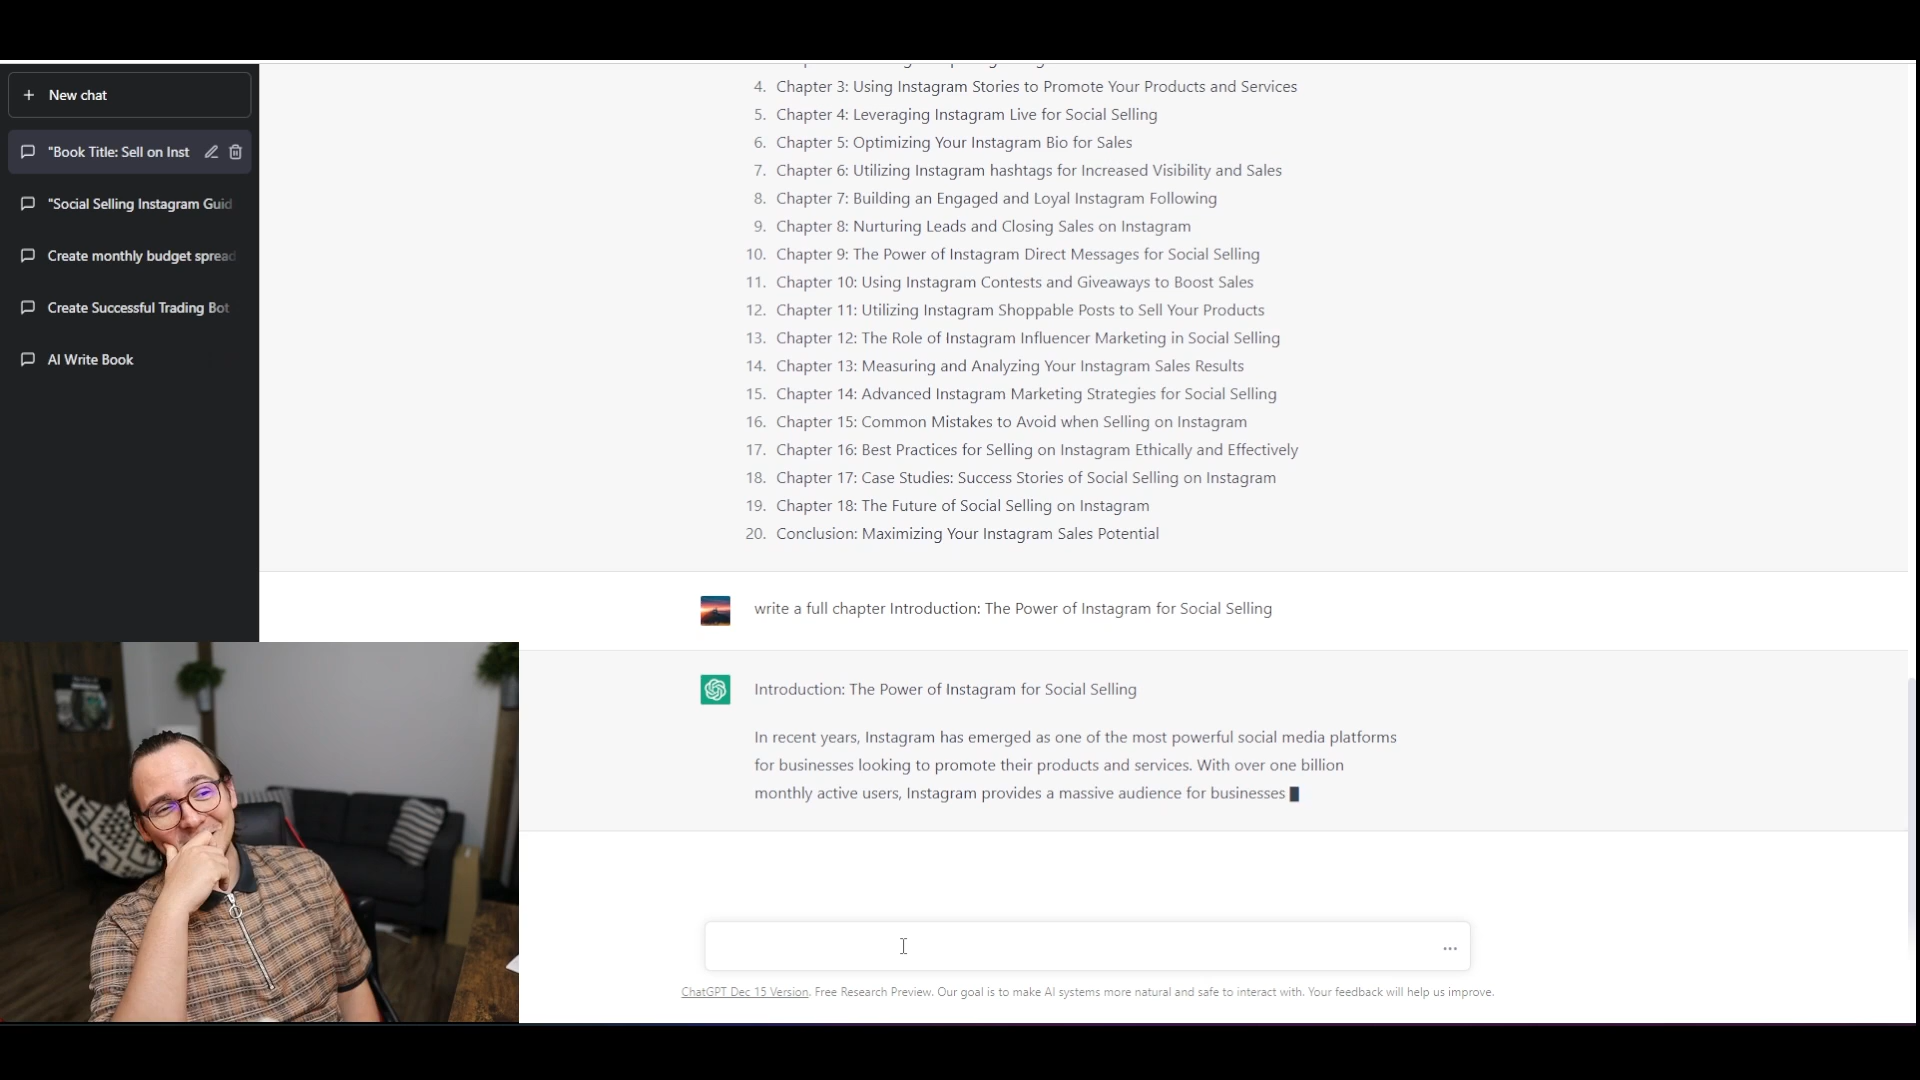 New chat
"Book Title: Sell on Inst
"Social Selling Instagram Guid
Create monthly budget spread
Create Successful Trading Bot
AI Write Book
4. Chapter 3: Using Instagram Stories to Promote Your Products and Services
5. Chapter 4: Leveraging Instagram Live for Social Selling
6. Chapter 5: Optimizing Your Instagram Bio for Sales
7. Chapter 6: Utilizing Instagram hashtags for Increased Visibility and Sales
8. Chapter 7: Building an Engaged and Loyal Instagram Following
9. Chapter 8: Nurturing Leads and Closing Sales on Instagram
10. Chapter 9: The Power of Instagram Direct Messages for Social Selling
11. Chapter 10: Using Instagram Contests and Giveaways to Boost Sales
12. Chapter 11: Utilizing Instagram Shoppable Posts to Sell Your Products
13. Chapter 12: The Role of Instagram Influencer Marketing in Social Selling
14. Chapter 13: Measuring and Analyzing Your Instagram Sales Results
15. Chapter 14: Advanced Instagram Marketing Strategies for Social Selling
16. Chapter 15: Common Mistakes to Avoid when Selling on Instagram
17. Chapter 16: Best Practices for Selling on Instagram Ethically and Effectively
18. Chapter 17: Case Studies: Success Stories of Social Selling on Instagram
19. Chapter 18: The Future of Social Selling on Instagram
20. Conclusion: Maximizing Your Instagram Sales Potential
write a full chapter Introduction: The Power of Instagram for Social Selling
Introduction: The Power of Instagram for Social Selling
In recent years, Instagram has emerged as one of the most powerful social media platforms
for businesses looking to promote their products and services. With over one billion
monthly active users, Instagram provides a massive audience for businesses
ChatGPT Dec 15 Version. Free Research Preview. Our goal is to make AI systems more natural and safe to interact with. Your feedback will help us improve.